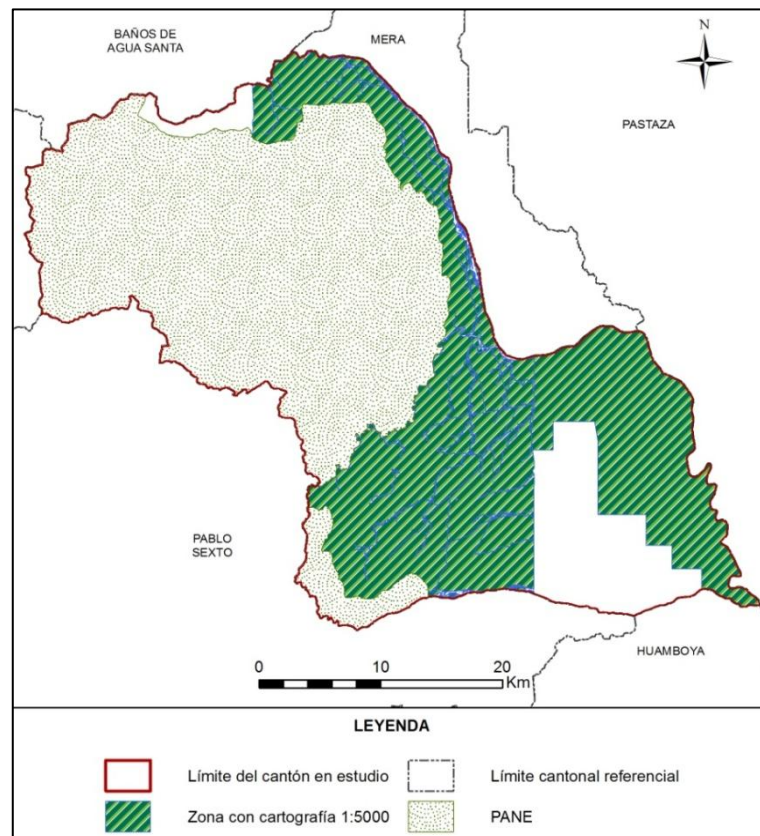 BAÑOS DE
AGUA SANTA
MERA
N
PASTAZA
PABLO
SEXTO
HUAMBOYA
0 10 20
Km
LEYENDA
Límite del cantón en estudio
Límite cantonal referencial
Zona con cartografía 1:5000
PANE